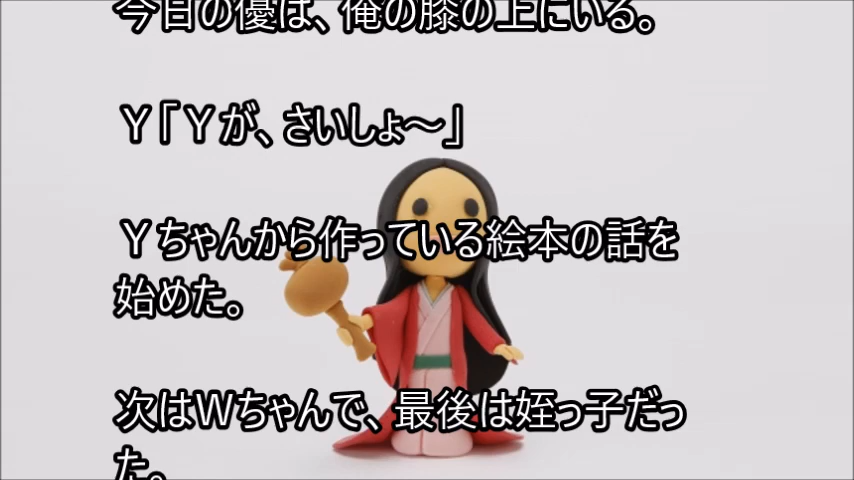 今日の優は、俺の膝の上にいる。
Ｙ「Ｙが、さいしょ～」
Ｙちゃんから作っている絵本の話を
始めた。
次はＷちゃんで、最後は姪っ子だっ
た。